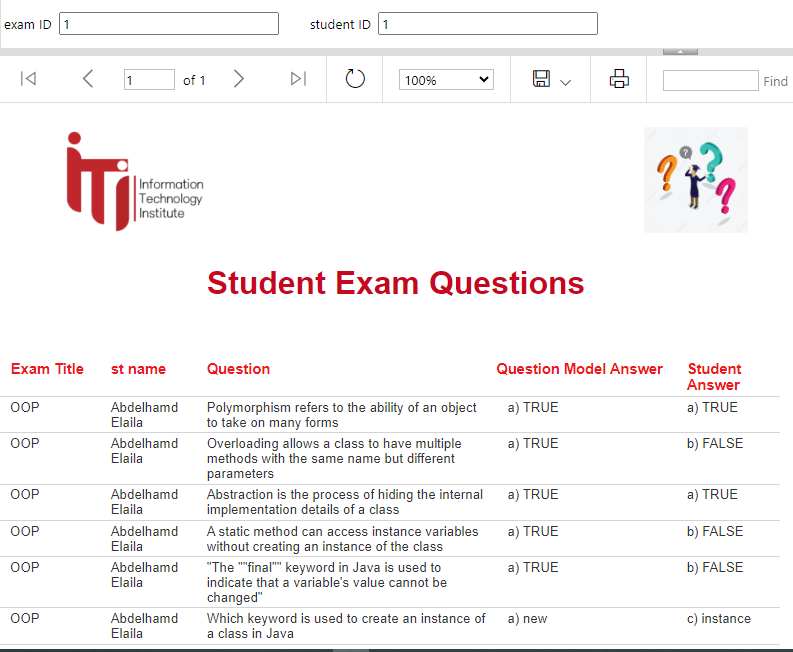 exam ID 1 student ID 1
1 of 1 100% Find
Information
Technology
Institute
Student Exam Questions
Exam Title st name Question Question Model Answer Student
Answer
OOP Abdelhamd Polymorphism refers to the ability of an object a) TRUE a) TRUE
Elaila to take on many forms
OOP Abdelhamd Overloading allows a class to have multiple a) TRUE b) FALSE
Elaila methods with the same name but different
parameters
OOP Abdelhamd Abstraction is the process of hiding the internal a) TRUE a) TRUE
Elaila implementation details of a class
OOP Abdelhamd A static method can access instance variables a) TRUE b) FALSE
Elaila without creating an instance of the class
OOP Abdelhamd "The ""final"" keyword in Java is used to a) TRUE b) FALSE
Elaila indicate that a variable's value cannot be
changed"
OOP Abdelhamd Which keyword is used to create an instance of a) new c) instance
Elaila a class in Java